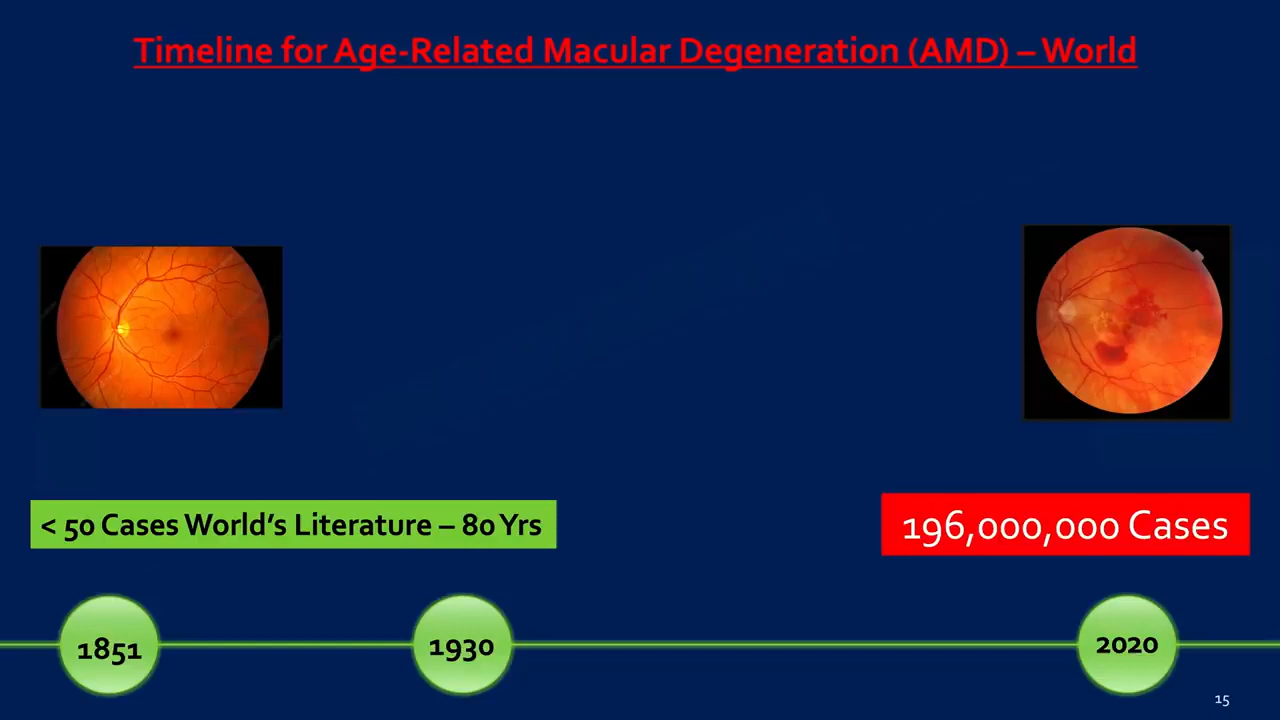 Timeline for Age-Related Macular Degeneration (AMD) – World
< 50 Cases World's Literature – 80 Yrs
196,000,000 Cases
1851
1930
2020
15